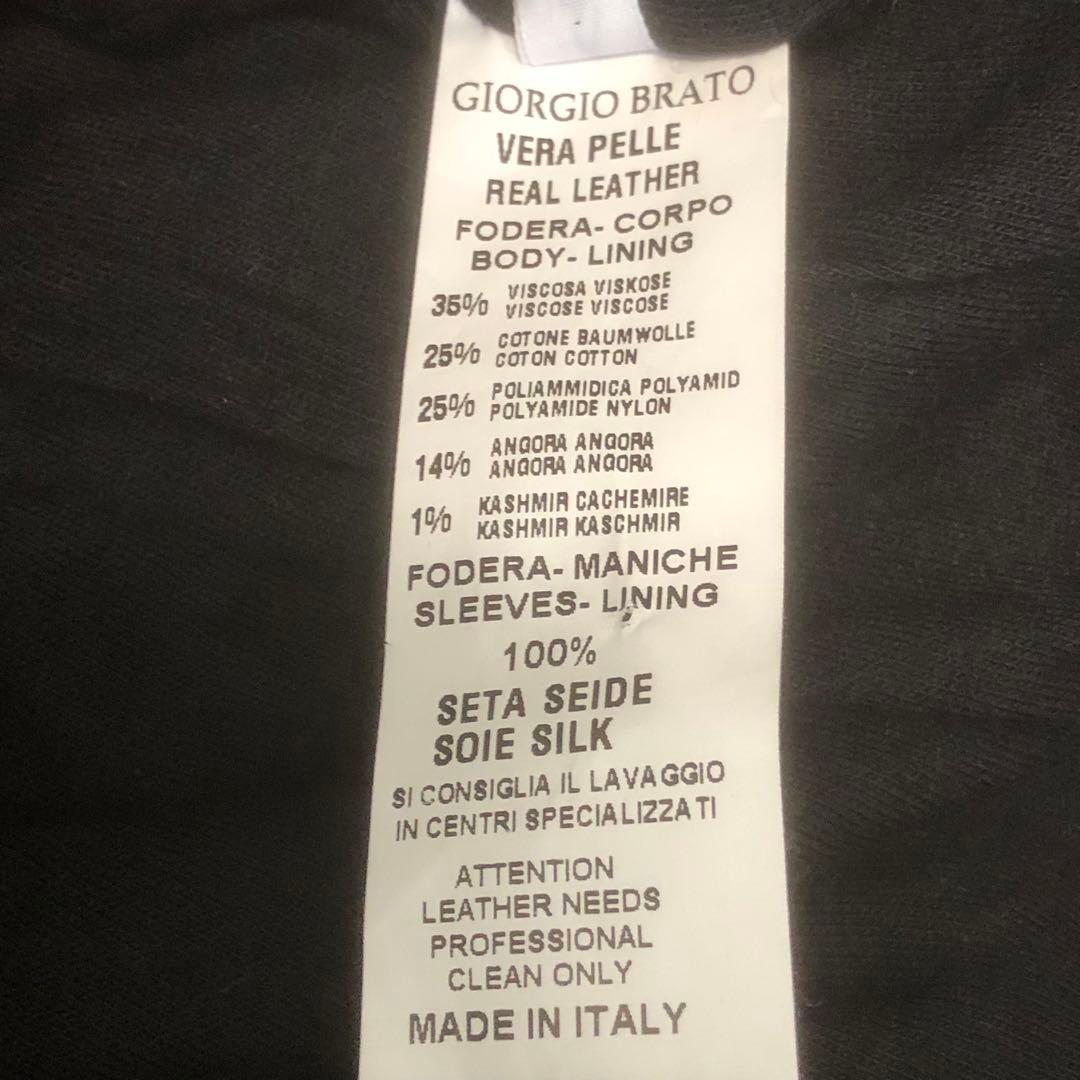 GIORGIO BRATO
VERA PELLE
REAL LEATHER
FODERA- CORPO
BODY- LINING
35% VISCOSA VISKOSE
VISCOSE VISCOSE
25% COTONE BAUMWOLLE
COTON COTTON
25% POLIAMMIDICA POLYAMID
POLYAMIDE NYLON
14% ANGORA ANGORA
ANGORA ANGORA
1% KASHMIR CACHEMIRE
KASHMIR KASCHMIR
FODERA- MANICHE
SLEEVES- LINING
100%
SETA SEIDE
SOIE SILK
SI CONSIGLIA IL LAVAGGIO
IN CENTRI SPECIALIZZATI
ATTENTION
LEATHER NEEDS
PROFESSIONAL
CLEAN ONLY
MADE IN ITALY